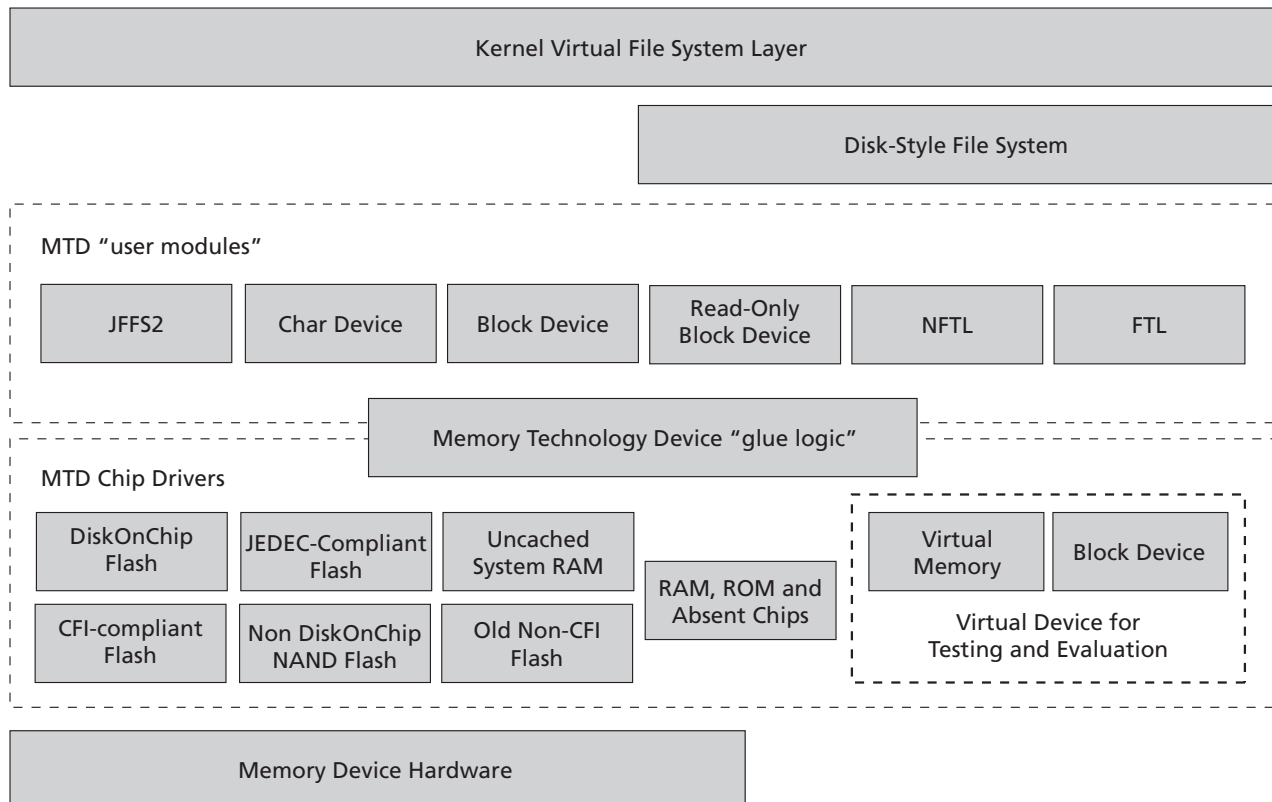 Kernel Virtual File System Layer
Disk-Style File System
MTD “user modules”
JFFS2
Char Device
Block Device
Read-Only
Block Device
NFTL
FTL
Memory Technology Device “glue logic”
MTD Chip Drivers
DiskOnChip
Flash
JEDEC-Compliant
Flash
Uncached
System RAM
RAM, ROM and
Absent Chips
Virtual
Memory
Block Device
CFI-compliant
Flash
Non DiskOnChip
NAND Flash
Old Non-CFI
Flash
Virtual Device for
Testing and Evaluation
Memory Device Hardware